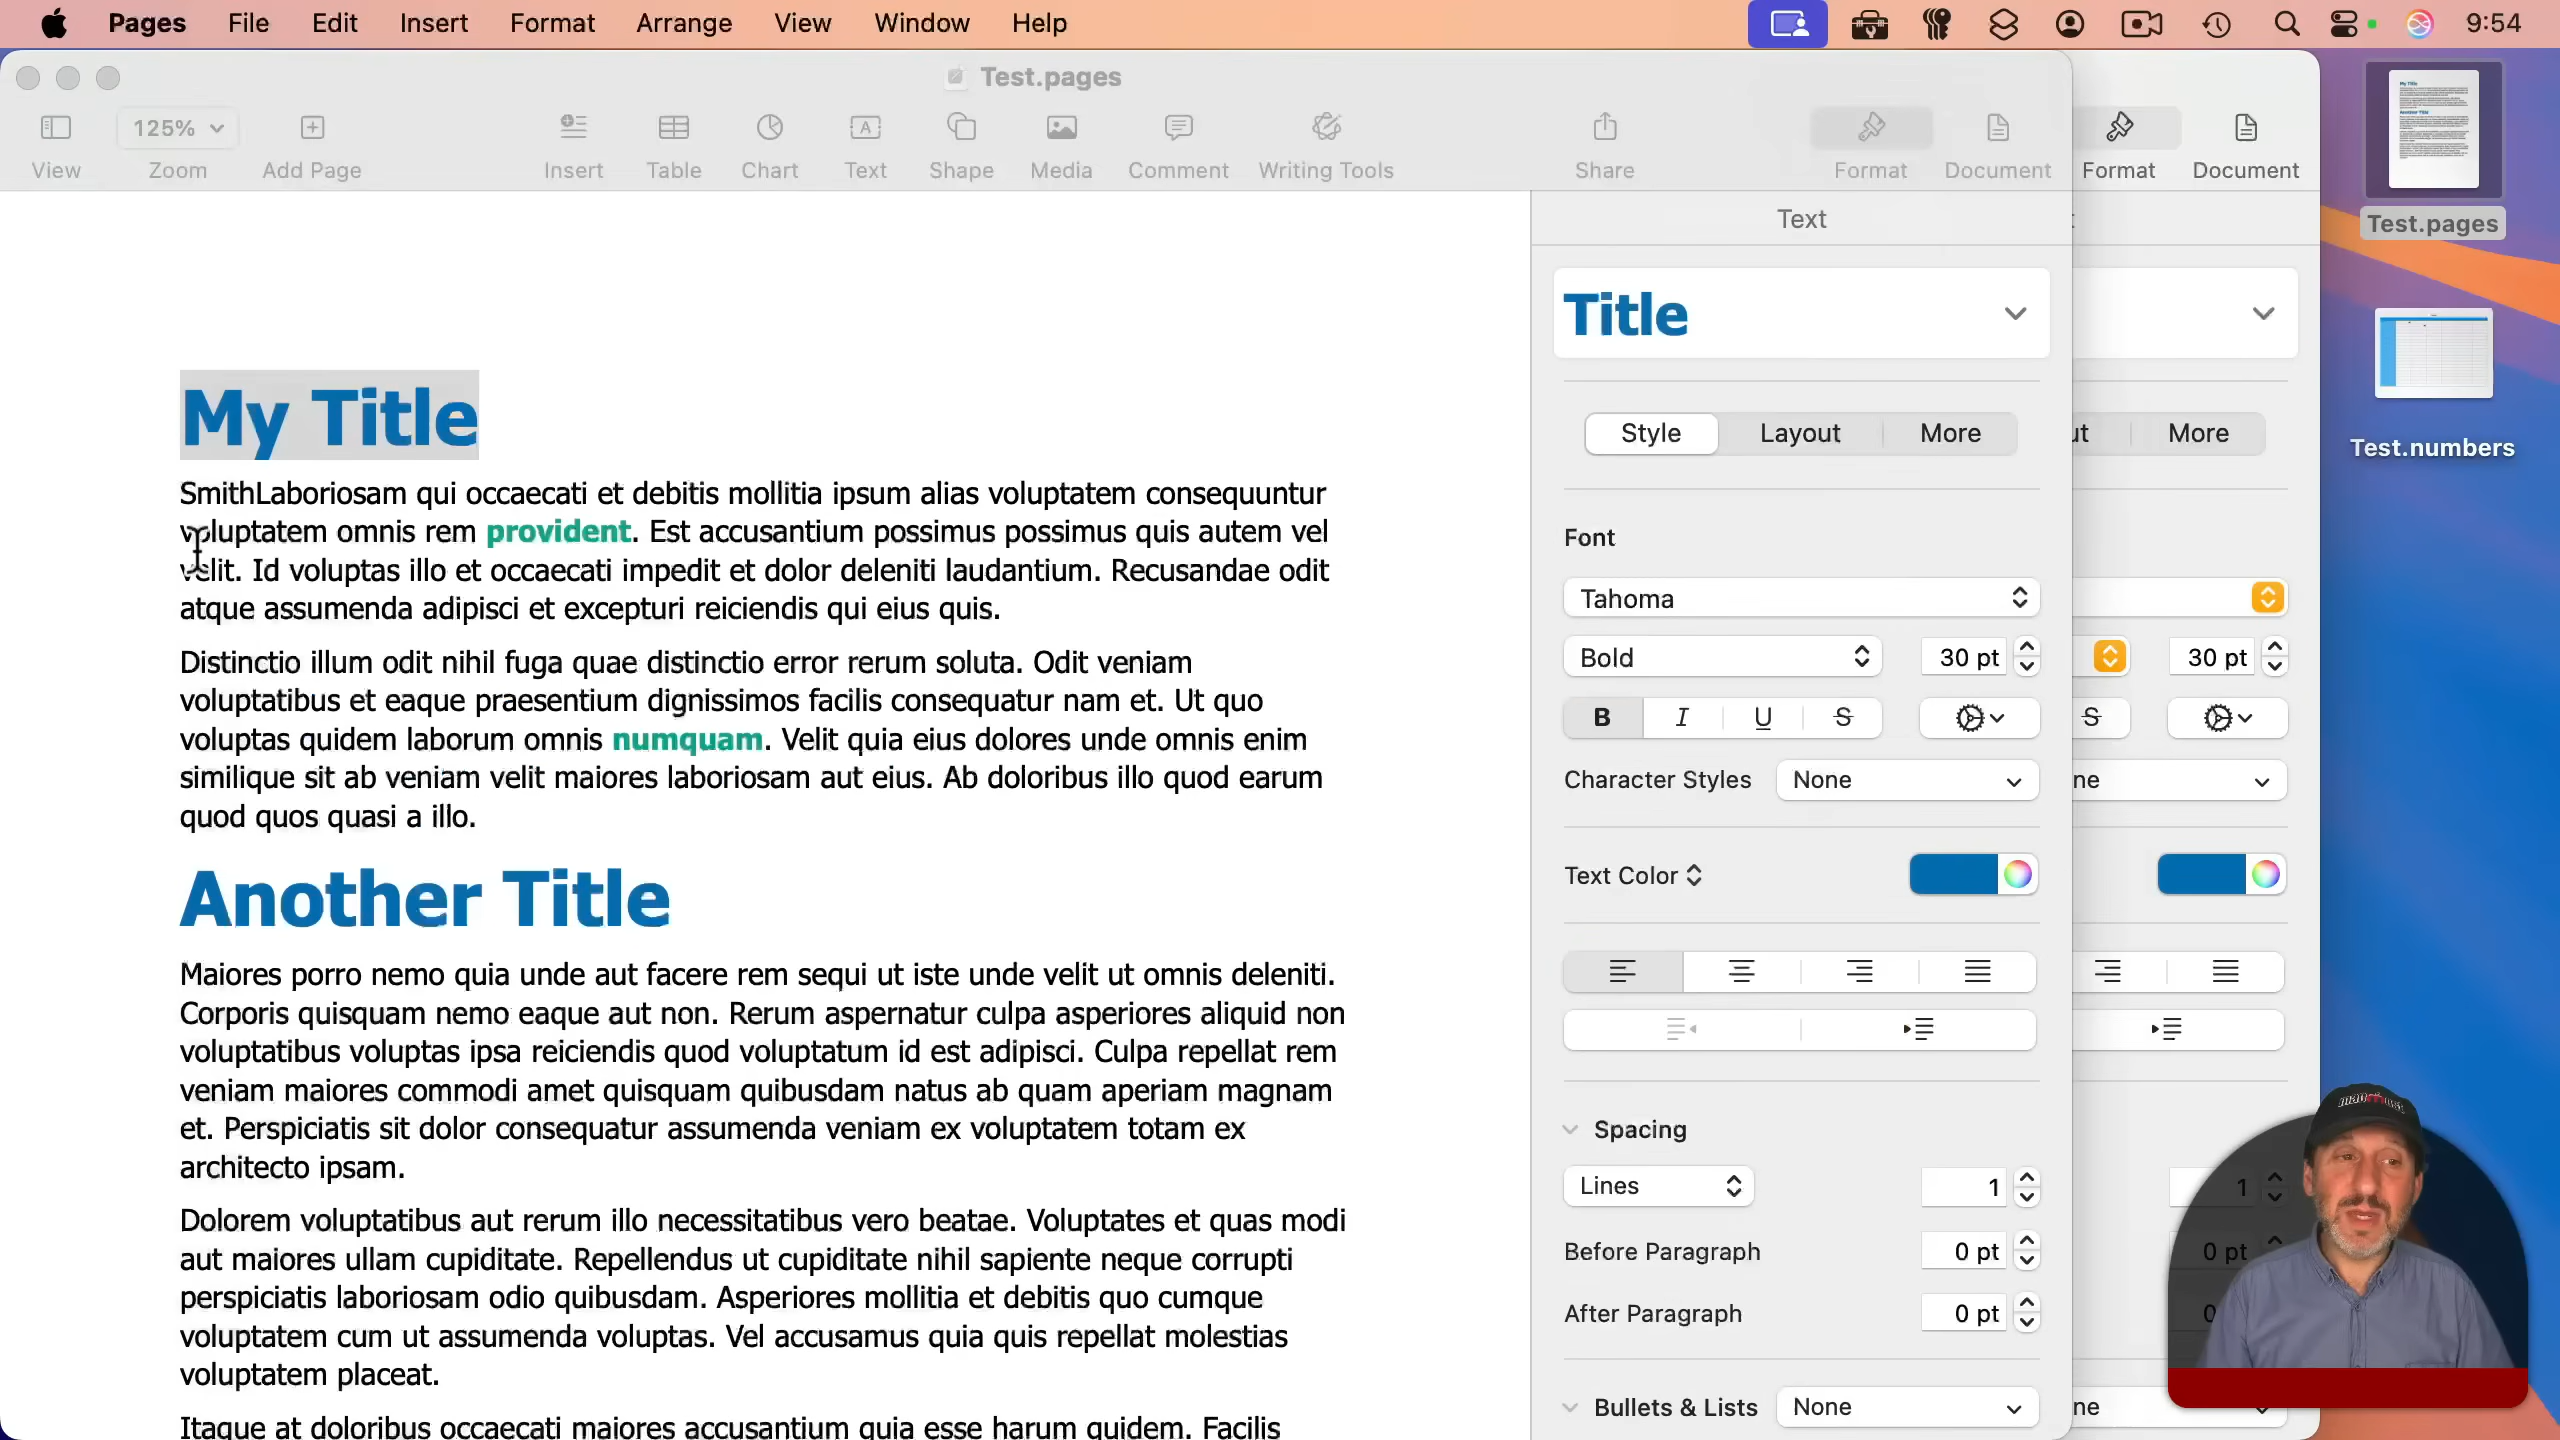 Pages File Edit Insert Format Arrange View Window Help 9:54
Test.pages
125%
View Zoom Add Page Insert Table Chart Text Shape Media Comment Writing Tools Share Format Document Format Document
Test.pages
Test.numbers
Text
Title
Style Layout More More
Font
Tahoma
Bold 30 pt 30 pt
B I U S S
Character Styles None ne
Text Color
Spacing
Lines 1 1
Before Paragraph 0 pt 0 pt
After Paragraph 0 pt
Bullets & Lists None ne
My Title
SmithLaboriosam qui occaecati et debitis mollitia ipsum alias voluptatem consequuntur
voluptatem omnis rem provident. Est accusantium possimus possimus quis autem vel
velit. Id voluptas illo et occaecati impedit et dolor deleniti laudantium. Recusandae odit
atque assumenda adipisci et excepturi reiciendis qui eius quis.
Distinctio illum odit nihil fuga quae distinctio error rerum soluta. Odit veniam
voluptatibus et eaque praesentium dignissimos facilis consequatur nam et. Ut quo
voluptas quidem laborum omnis numquam. Velit quia eius dolores unde omnis enim
similique sit ab veniam velit maiores laboriosam aut eius. Ab doloribus illo quod earum
quod quos quasi a illo.
Another Title
Maiores porro nemo quia unde aut facere rem sequi ut iste unde velit ut omnis deleniti.
Corporis quisquam nemo eaque aut non. Rerum aspernatur culpa asperiores aliquid non
voluptatibus voluptas ipsa reiciendis quod voluptatum id est adipisci. Culpa repellat rem
veniam maiores commodi amet quisquam quibusdam natus ab quam aperiam magnam
et. Perspiciatis sit dolor consequatur assumenda veniam ex voluptatem totam ex
architecto ipsam.
Dolorem voluptatibus aut rerum illo necessitatibus vero beatae. Voluptates et quas modi
aut maiores ullam cupiditate. Repellendus ut cupiditate nihil sapiente neque corrupti
perspiciatis laboriosam odio quibusdam. Asperiores mollitia et debitis quo cumque
voluptatem cum ut assumenda voluptas. Vel accusamus quia quis repellat molestias
voluptatem placeat.
Itaque at doloribus occaecati maiores accusantium quia esse harum quidem. Facilis